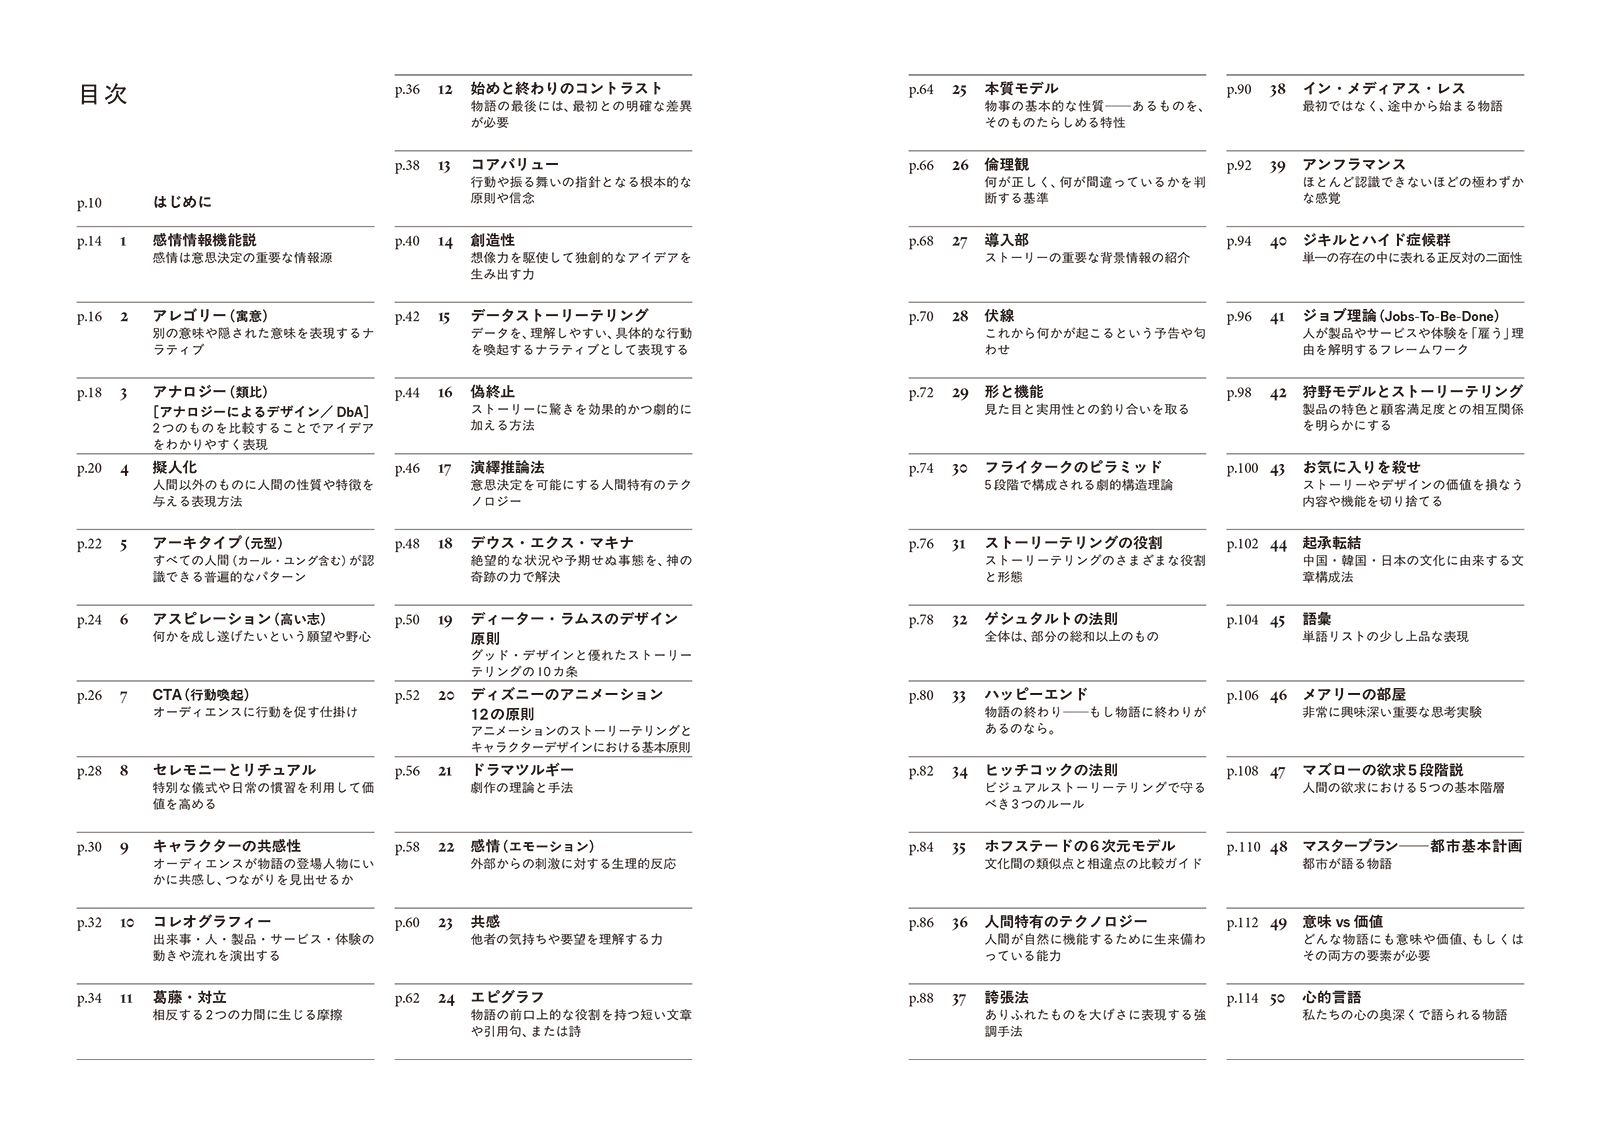 目次
p.10 はじめに
p.14 1 感情情報機能説
感情は意思決定の重要な情報源
p.16 2 アレゴリー（寓意）
別の意味や隠された意味を表現するナ
ラティブ
p.18 3 アナロジー（類比）
［アナロジーによるデザイン／DbA］
2つのものを比較することでアイデア
をわかりやすく表現
p.20 4 擬人化
人間以外のものに人間の性質や特徴を
与える表現方法
p.22 5 アーキタイプ（元型）
すべての人間（カール・ユング含む）が認
識できる普遍的なパターン
p.24 6 アスピレーション（高い志）
何かを成し遂げたいという願望や野心
p.26 7 CTA（行動喚起）
オーディエンスに行動を促す仕掛け
p.28 8 セレモニーとリチュアル
特別な儀式や日常の慣習を利用して価
値を高める
p.30 9 キャラクターの共感性
オーディエンスが物語の登場人物にい
かに共感し、つながりを見出せるか
p.32 10 コレオグラフィー
出来事・人・製品・サービス・体験の
動きや流れを演出する
p.34 11 葛藤・対立
相反する2つの力間に生じる摩擦
p.36 12 始めと終わりのコントラスト
物語の最後には、最初との明確な差異
が必要
p.38 13 コアバリュー
行動や振る舞いの指針となる根本的な
原則や信念
p.40 14 創造性
想像力を駆使して独創的なアイデアを
生み出す力
p.42 15 データストーリーテリング
データを、理解しやすい、具体的な行動
を喚起するナラティブとして表現する
p.44 16 偽終止
ストーリーに驚きを効果的かつ劇的に
加える方法
p.46 17 演繹推論法
意思決定を可能にする人間特有のテク
ノロジー
p.48 18 デウス・エクス・マキナ
絶望的な状況や予期せぬ事態を、神の
奇跡の力で解決
p.50 19 ディーター・ラムスのデザイン
原則
グッド・デザインと優れたストーリー
テリングの10カ条
p.52 20 ディズニーのアニメーション
12の原則
アニメーションのストーリーテリングと
キャラクターデザインにおける基本原則
p.56 21 ドラマツルギー
劇作の理論と手法
p.58 22 感情（エモーション）
外部からの刺激に対する生理的反応
p.60 23 共感
他者の気持ちや要望を理解する力
p.62 24 エピグラフ
物語の前口上的な役割を持つ短い文章
や引用句、または詩
p.64 25 本質モデル
物事の基本的な性質——あるものを、
そのものたらしめる特性
p.66 26 倫理観
何が正しく、何が間違っているかを判
断する基準
p.68 27 導入部
ストーリーの重要な背景情報の紹介
p.70 28 伏線
これから何かが起こるという予告や匂
わせ
p.72 29 形と機能
見た目と実用性との釣り合いを取る
p.74 30 フライタークのピラミッド
5段階で構成される劇的構造理論
p.76 31 ストーリーテリングの役割
ストーリーテリングのさまざまな役割
と形態
p.78 32 ゲシュタルトの法則
全体は、部分の総和以上のもの
p.80 33 ハッピーエンド
物語の終わり——もし物語に終わりが
あるのなら。
p.82 34 ヒッチコックの法則
ビジュアルストーリーテリングで守る
べき3つのルール
p.84 35 ホフステードの6次元モデル
文化間の類似点と相違点の比較ガイド
p.86 36 人間特有のテクノロジー
人間が自然に機能するために生来備わ
っている能力
p.88 37 誇張法
ありふれたものを大げさに表現する強
調手法
p.90 38 イン・メディアス・レス
最初ではなく、途中から始まる物語
p.92 39 アンフラマンス
ほとんど認識できないほどの極わずか
な感覚
p.94 40 ジキルとハイド症候群
単一の存在の中に表れる正反対の二面性
p.96 41 ジョブ理論（Jobs-To-Be-Done）
人が製品やサービスや体験を「雇う」理
由を解明するフレームワーク
p.98 42 狩野モデルとストーリーテリング
製品の特色と顧客満足度との相互関係
を明らかにする
p.100 43 お気に入りを殺せ
ストーリーやデザインの価値を損なう
内容や機能を切り捨てる
p.102 44 起承転結
中国・韓国・日本の文化に由来する文
章構成法
p.104 45 語彙
単語リストの少し上品な表現
p.106 46 メアリーの部屋
非常に興味深い重要な思考実験
p.108 47 マズローの欲求5段階説
人間の欲求における5つの基本階層
p.110 48 マスタープラン——都市基本計画
都市が語る物語
p.112 49 意味 vs 価値
どんな物語にも意味や価値、もしくは
その両方の要素が必要
p.114 50 心的言語
私たちの心の奥深くで語られる物語